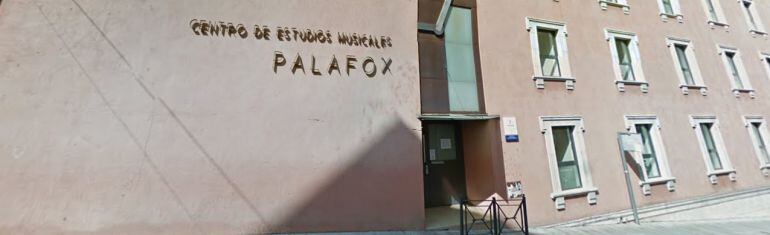 CENTRO DE ESTUDIOS MUSICALES
PALAFOX